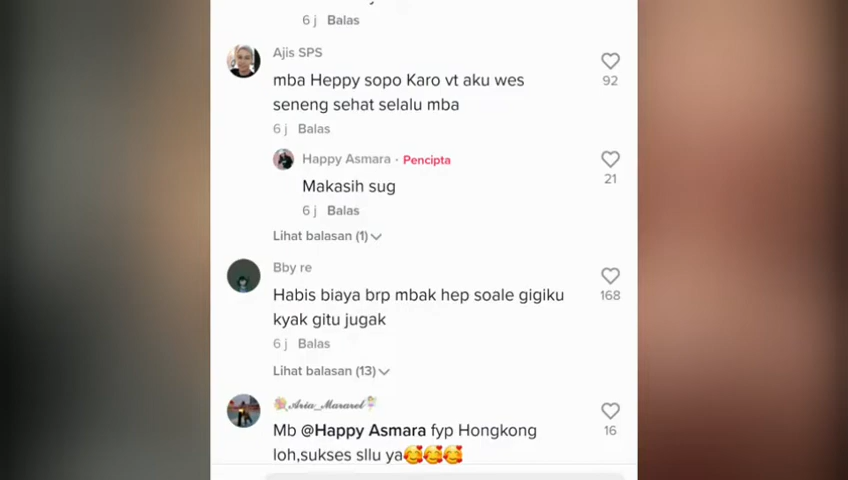 6 j Balas
Ajis SPS
mba Heppy sopo Karo vt aku wes
seneng sehat selalu mba
92
6 j Balas
Happy Asmara · Pencipta
Makasih sug
21
6 j Balas
Lihat balasan (1)
Bby re
Habis biaya brp mbak hep soale gigiku
kyak gitu jugak
168
6 j Balas
Lihat balasan (13)
𝒜𝓇𝒾𝒶_ℳ𝒶𝓇𝒶𝓇ℯ𝓁
Mb @Happy Asmara fyp Hongkong
loh,sukses sllu ya🥰🥰🥰
16